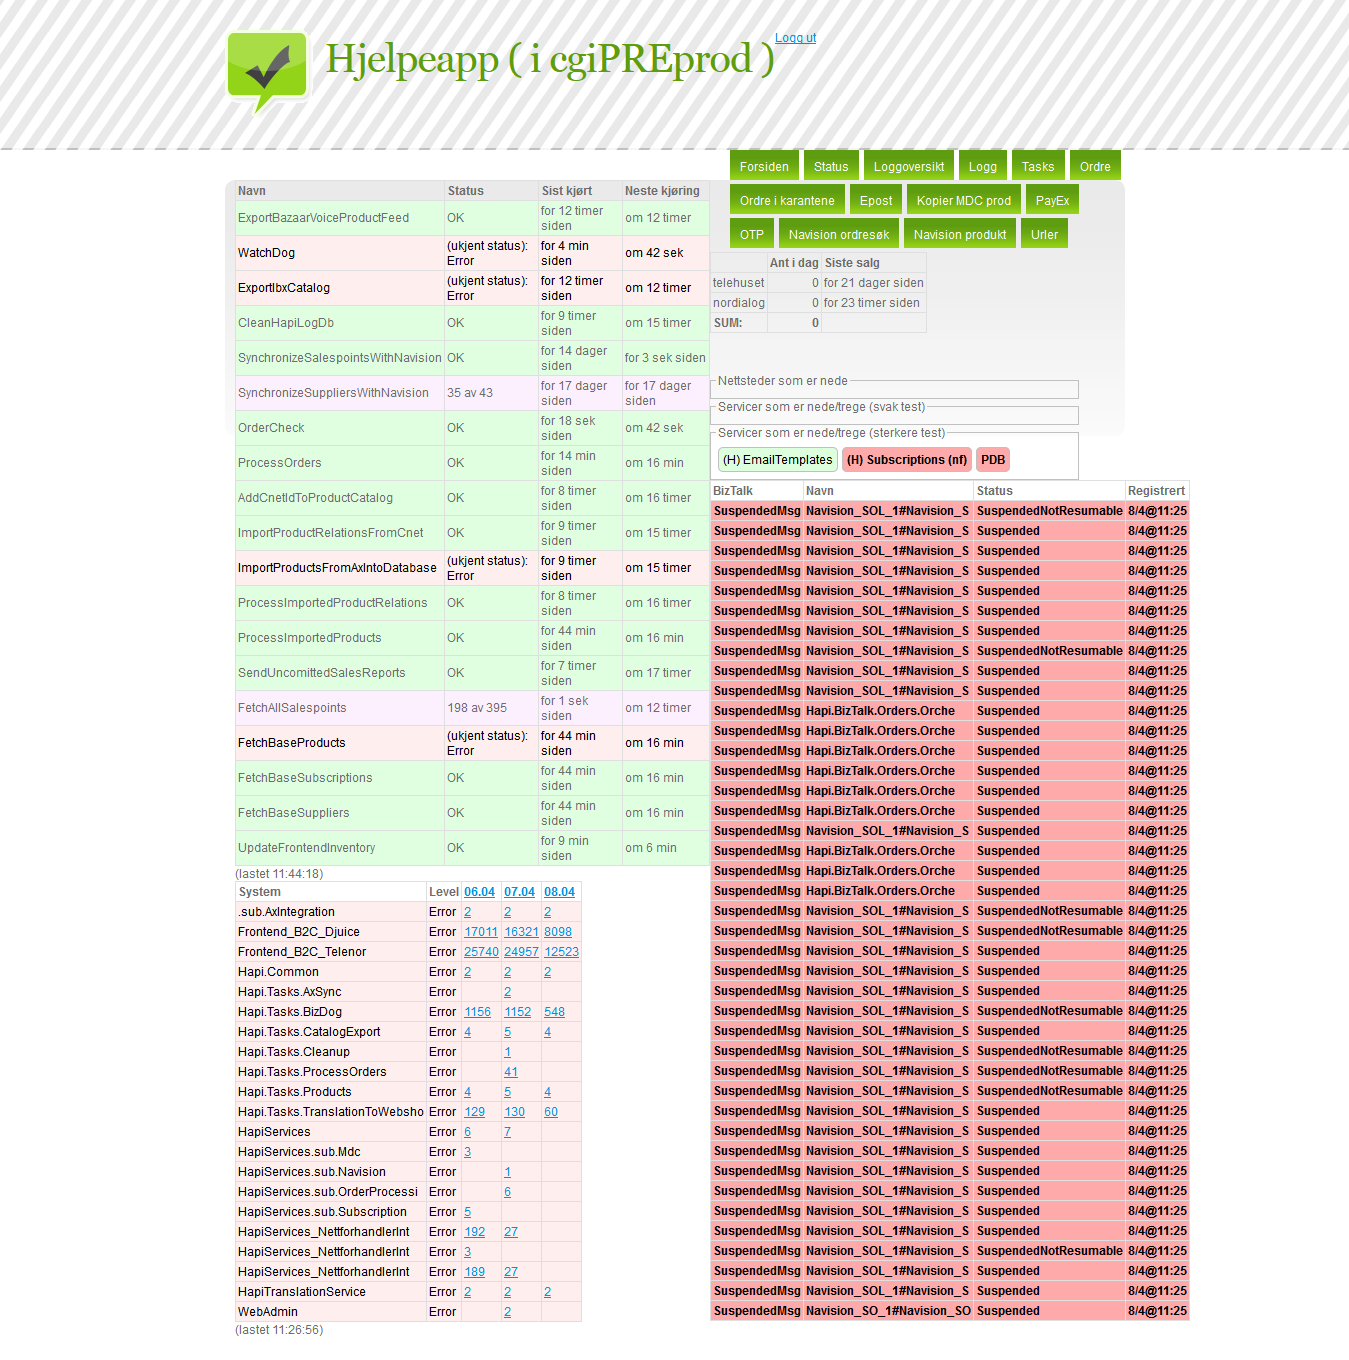 Hjelpeapp ( i cgiPREprod )
Logg ut
Forsiden Status Loggoversikt Logg Tasks Ordre
Ordre i karantene Epost Kopier MDC prod PayEx
OTP Navision ordresøk Navision produkt Urler
Navn Status Sist kjørt Neste kjøring
ExportBazaarVoiceProductFeed OK for 12 timer siden om 12 timer
WatchDog (ukjent status): Error for 4 min siden om 42 sek
ExportIbxCatalog (ukjent status): Error for 12 timer siden om 12 timer
CleanHapiLogDb OK for 9 timer siden om 15 timer
SynchronizeSalespointsWithNavision OK for 14 dager siden for 3 sek siden
SynchronizeSuppliersWithNavision 35 av 43 for 17 dager siden for 17 dager siden
OrderCheck OK for 18 sek siden om 42 sek
ProcessOrders OK for 14 min siden om 16 min
AddCnetIdToProductCatalog OK for 8 timer siden om 16 timer
ImportProductRelationsFromCnet OK for 9 timer siden om 15 timer
ImportProductsFromAxIntoDatabase (ukjent status): Error for 9 timer siden om 15 timer
ProcessImportedProductRelations OK for 8 timer siden om 16 timer
ProcessImportedProducts OK for 44 min siden om 16 min
SendUncomittedSalesReports OK for 7 timer siden om 17 timer
FetchAllSalespoints 198 av 395 for 1 sek siden om 12 timer
FetchBaseProducts (ukjent status): Error for 44 min siden om 16 min
FetchBaseSubscriptions OK for 44 min siden om 16 min
FetchBaseSuppliers OK for 44 min siden om 16 min
UpdateFrontendInventory OK for 9 min siden om 6 min
(lastet 11:44:18)
System Level 06.04 07.04 08.04
.sub.AxIntegration Error 2 2 2
Frontend_B2C_Djuice Error 17011 16321 8098
Frontend_B2C_Telenor Error 25740 24957 12523
Hapi.Common Error 2 2 2
Hapi.Tasks.AxSync Error 2
Hapi.Tasks.BizDog Error 1156 1152 548
Hapi.Tasks.CatalogExport Error 4 5 4
Hapi.Tasks.Cleanup Error 1
Hapi.Tasks.ProcessOrders Error 41
Hapi.Tasks.Products Error 4 5 4
Hapi.Tasks.TranslationToWebsho Error 129 130 60
HapiServices Error 6 7
HapiServices.sub.Mdc Error 3
HapiServices.sub.Navision Error 1
HapiServices.sub.OrderProcessi Error 6
HapiServices.sub.Subscription Error 5
HapiServices_NettforhandlerInt Error 192 27
HapiServices_NettforhandlerInt Error 3
HapiServices_NettforhandlerInt Error 189 27
HapiTranslationService Error 2 2 2
WebAdmin Error 2
(lastet 11:26:56)
Ant i dag Siste salg
telehuset 0 for 21 dager siden
nordialog 0 for 23 timer siden
SUM: 0
Nettsteder som er nede
Servicer som er nede/trege (svak test)
Servicer som er nede/trege (sterkere test)
(H) EmailTemplates (H) Subscriptions (nf) PDB
BizTalk Navn Status Registrert
SuspendedMsg Navision_SOL_1#Navision_S SuspendedNotResumable 8/4@11:25
SuspendedMsg Navision_SOL_1#Navision_S Suspended 8/4@11:25
SuspendedMsg Navision_SOL_1#Navision_S Suspended 8/4@11:25
SuspendedMsg Navision_SOL_1#Navision_S Suspended 8/4@11:25
SuspendedMsg Navision_SOL_1#Navision_S Suspended 8/4@11:25
SuspendedMsg Navision_SOL_1#Navision_S Suspended 8/4@11:25
SuspendedMsg Navision_SOL_1#Navision_S Suspended 8/4@11:25
SuspendedMsg Navision_SOL_1#Navision_S SuspendedNotResumable 8/4@11:25
SuspendedMsg Navision_SOL_1#Navision_S Suspended 8/4@11:25
SuspendedMsg Navision_SOL_1#Navision_S Suspended 8/4@11:25
SuspendedMsg Hapi.BizTalk.Orders.Orche Suspended 8/4@11:25
SuspendedMsg Hapi.BizTalk.Orders.Orche Suspended 8/4@11:25
SuspendedMsg Hapi.BizTalk.Orders.Orche Suspended 8/4@11:25
SuspendedMsg Hapi.BizTalk.Orders.Orche Suspended 8/4@11:25
SuspendedMsg Hapi.BizTalk.Orders.Orche Suspended 8/4@11:25
SuspendedMsg Hapi.BizTalk.Orders.Orche Suspended 8/4@11:25
SuspendedMsg Navision_SOL_1#Navision_S Suspended 8/4@11:25
SuspendedMsg Hapi.BizTalk.Orders.Orche Suspended 8/4@11:25
SuspendedMsg Hapi.BizTalk.Orders.Orche Suspended 8/4@11:25
SuspendedMsg Hapi.BizTalk.Orders.Orche Suspended 8/4@11:25
SuspendedMsg Navision_SOL_1#Navision_S SuspendedNotResumable 8/4@11:25
SuspendedMsg Navision_SOL_1#Navision_S SuspendedNotResumable 8/4@11:25
SuspendedMsg Navision_SOL_1#Navision_S Suspended 8/4@11:25
SuspendedMsg Navision_SOL_1#Navision_S Suspended 8/4@11:25
SuspendedMsg Navision_SOL_1#Navision_S Suspended 8/4@11:25
SuspendedMsg Navision_SOL_1#Navision_S SuspendedNotResumable 8/4@11:25
SuspendedMsg Navision_SOL_1#Navision_S Suspended 8/4@11:25
SuspendedMsg Navision_SOL_1#Navision_S SuspendedNotResumable 8/4@11:25
SuspendedMsg Navision_SOL_1#Navision_S SuspendedNotResumable 8/4@11:25
SuspendedMsg Navision_SOL_1#Navision_S SuspendedNotResumable 8/4@11:25
SuspendedMsg Navision_SOL_1#Navision_S Suspended 8/4@11:25
SuspendedMsg Navision_SOL_1#Navision_S Suspended 8/4@11:25
SuspendedMsg Navision_SOL_1#Navision_S Suspended 8/4@11:25
SuspendedMsg Navision_SOL_1#Navision_S Suspended 8/4@11:25
SuspendedMsg Navision_SOL_1#Navision_S Suspended 8/4@11:25
SuspendedMsg Navision_SOL_1#Navision_S Suspended 8/4@11:25
SuspendedMsg Navision_SOL_1#Navision_S Suspended 8/4@11:25
SuspendedMsg Navision_SOL_1#Navision_S SuspendedNotResumable 8/4@11:25
SuspendedMsg Navision_SOL_1#Navision_S Suspended 8/4@11:25
SuspendedMsg Navision_SOL_1#Navision_S Suspended 8/4@11:25
SuspendedMsg Navision_SO_1#Navision_SO Suspended 8/4@11:25